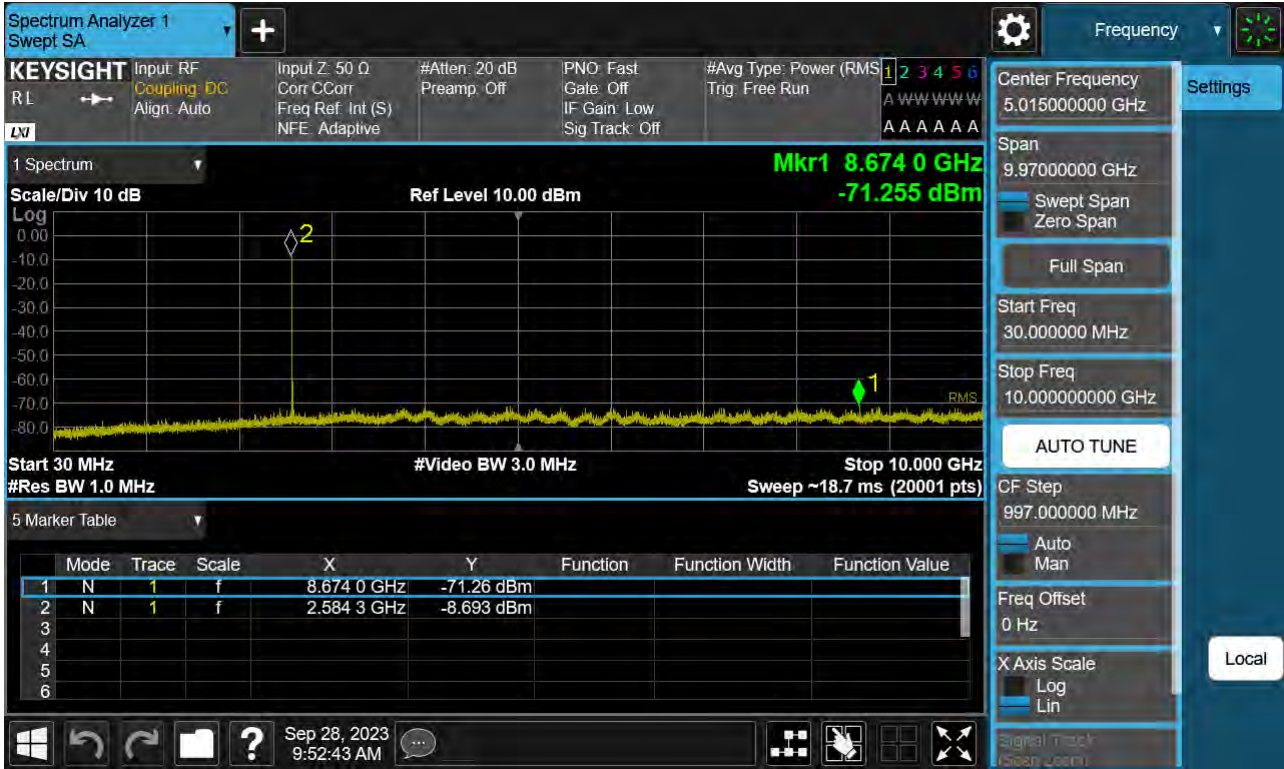 Spectrum Analyzer 1
Swept SA
+
Frequency
KEYSIGHT
RL
LXI
Input: RF
Coupling: DC
Align: Auto
Input Z: 50 Ω
Corr CCorr
Freq Ref: Int (S)
NFE: Adaptive
#Atten: 20 dB
Preamp: Off
PNO: Fast
Gate: Off
IF Gain: Low
Sig Track: Off
#Avg Type: Power (RMS
Trig: Free Run
1 2 3 4 5 6
A W W W W W
A A A A A A
1 Spectrum
Mkr1 8.674 0 GHz
Scale/Div 10 dB
Ref Level 10.00 dBm
-71.255 dBm
Log
0.00
-10.0
-20.0
-30.0
-40.0
-50.0
-60.0
-70.0
-80.0
2
1
RMS
Start 30 MHz
#Video BW 3.0 MHz
Stop 10.000 GHz
#Res BW 1.0 MHz
Sweep ~18.7 ms (20001 pts)
5 Marker Table
Mode Trace Scale X Y Function Function Width Function Value
1 N 1 f 8.674 0 GHz -71.26 dBm
2 N 1 f 2.584 3 GHz -8.693 dBm
3
4
5
6
Center Frequency
5.015000000 GHz
Span
9.97000000 GHz
Swept Span
Zero Span
Full Span
Start Freq
30.000000 MHz
Stop Freq
10.000000000 GHz
AUTO TUNE
CF Step
997.000000 MHz
Auto
Man
Freq Offset
0 Hz
X Axis Scale
Log
Lin
Signal Track
(Span Zoom)
Settings
Local
?
Sep 28, 2023
9:52:43 AM